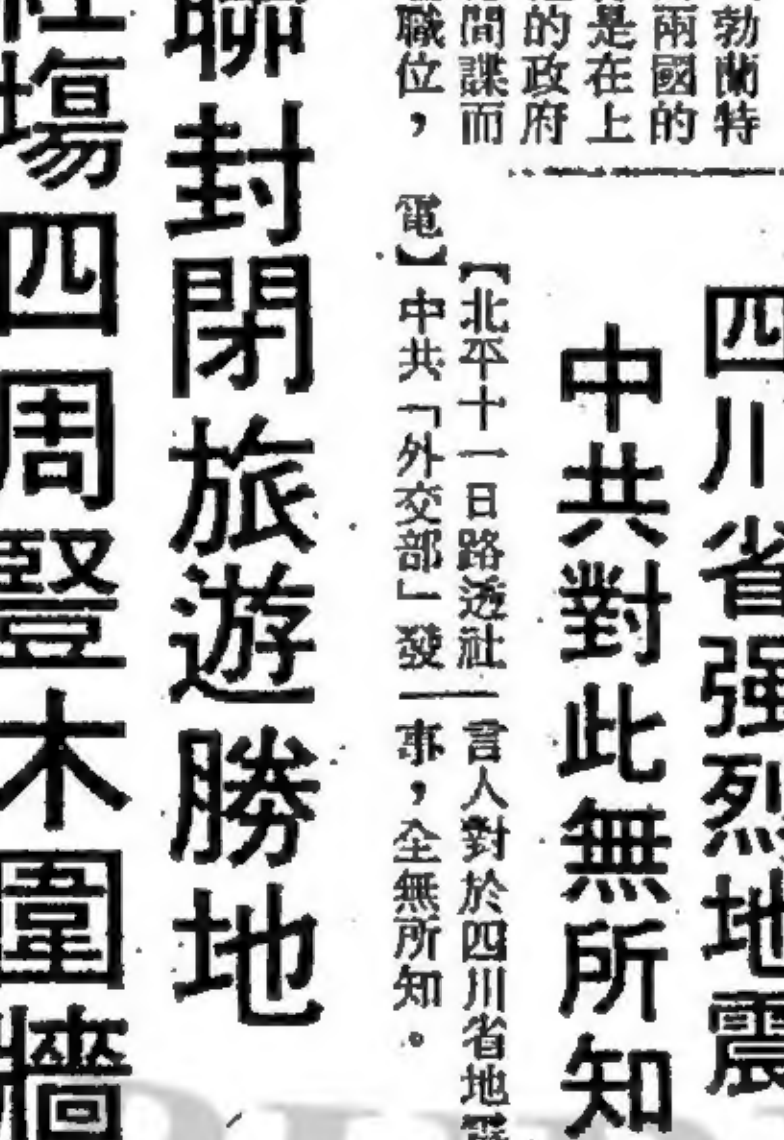 勃蘭特
兩國的
是在上
的政府
間諜而
職位，
四川省强烈地震
中共對此無所知
【北平十一日路透社
電】中共「外交部」發
言人對於四川省地震
事，全無所知。
聯封閉旅遊勝地
場四周豎木圍牆